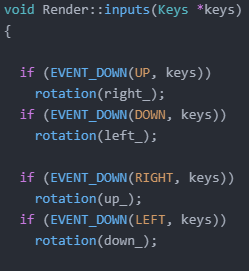 void Render::inputs(Keys *keys)
{
if (EVENT_DOWN(UP, keys))
rotation(right_);
if (EVENT_DOWN(DOWN, keys))
rotation(left_);
if (EVENT_DOWN(RIGHT, keys))
rotation(up_);
if (EVENT_DOWN(LEFT, keys))
rotation(down_);